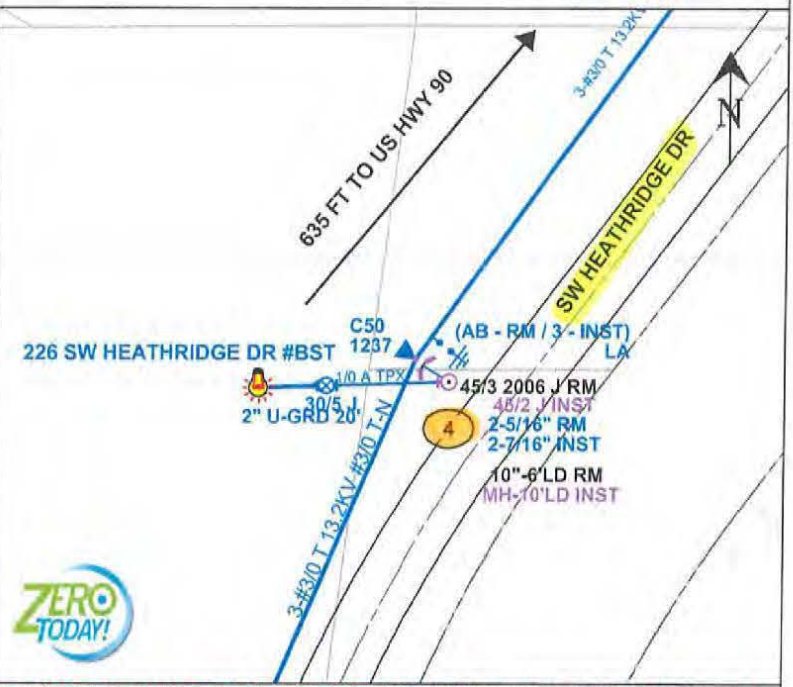 3-#3/0 T 13.2KV
635 FT TO US HWY 90
N
SW HEATHRIDGE DR
C50
1237
(AB - RM / 3 - INST)
LA
226 SW HEATHRIDGE DR #BST
1/0 A TPX
30/5 J
2" U-GRD 20'
45/3 2006 J RM
45/2 J INST
4
2-5/16" RM
2-7/16" INST
10"-6'LD RM
MH-10'LD INST
3-#3/0 T 13.2KV-#3/0 T-N
ZERO
TODAY!